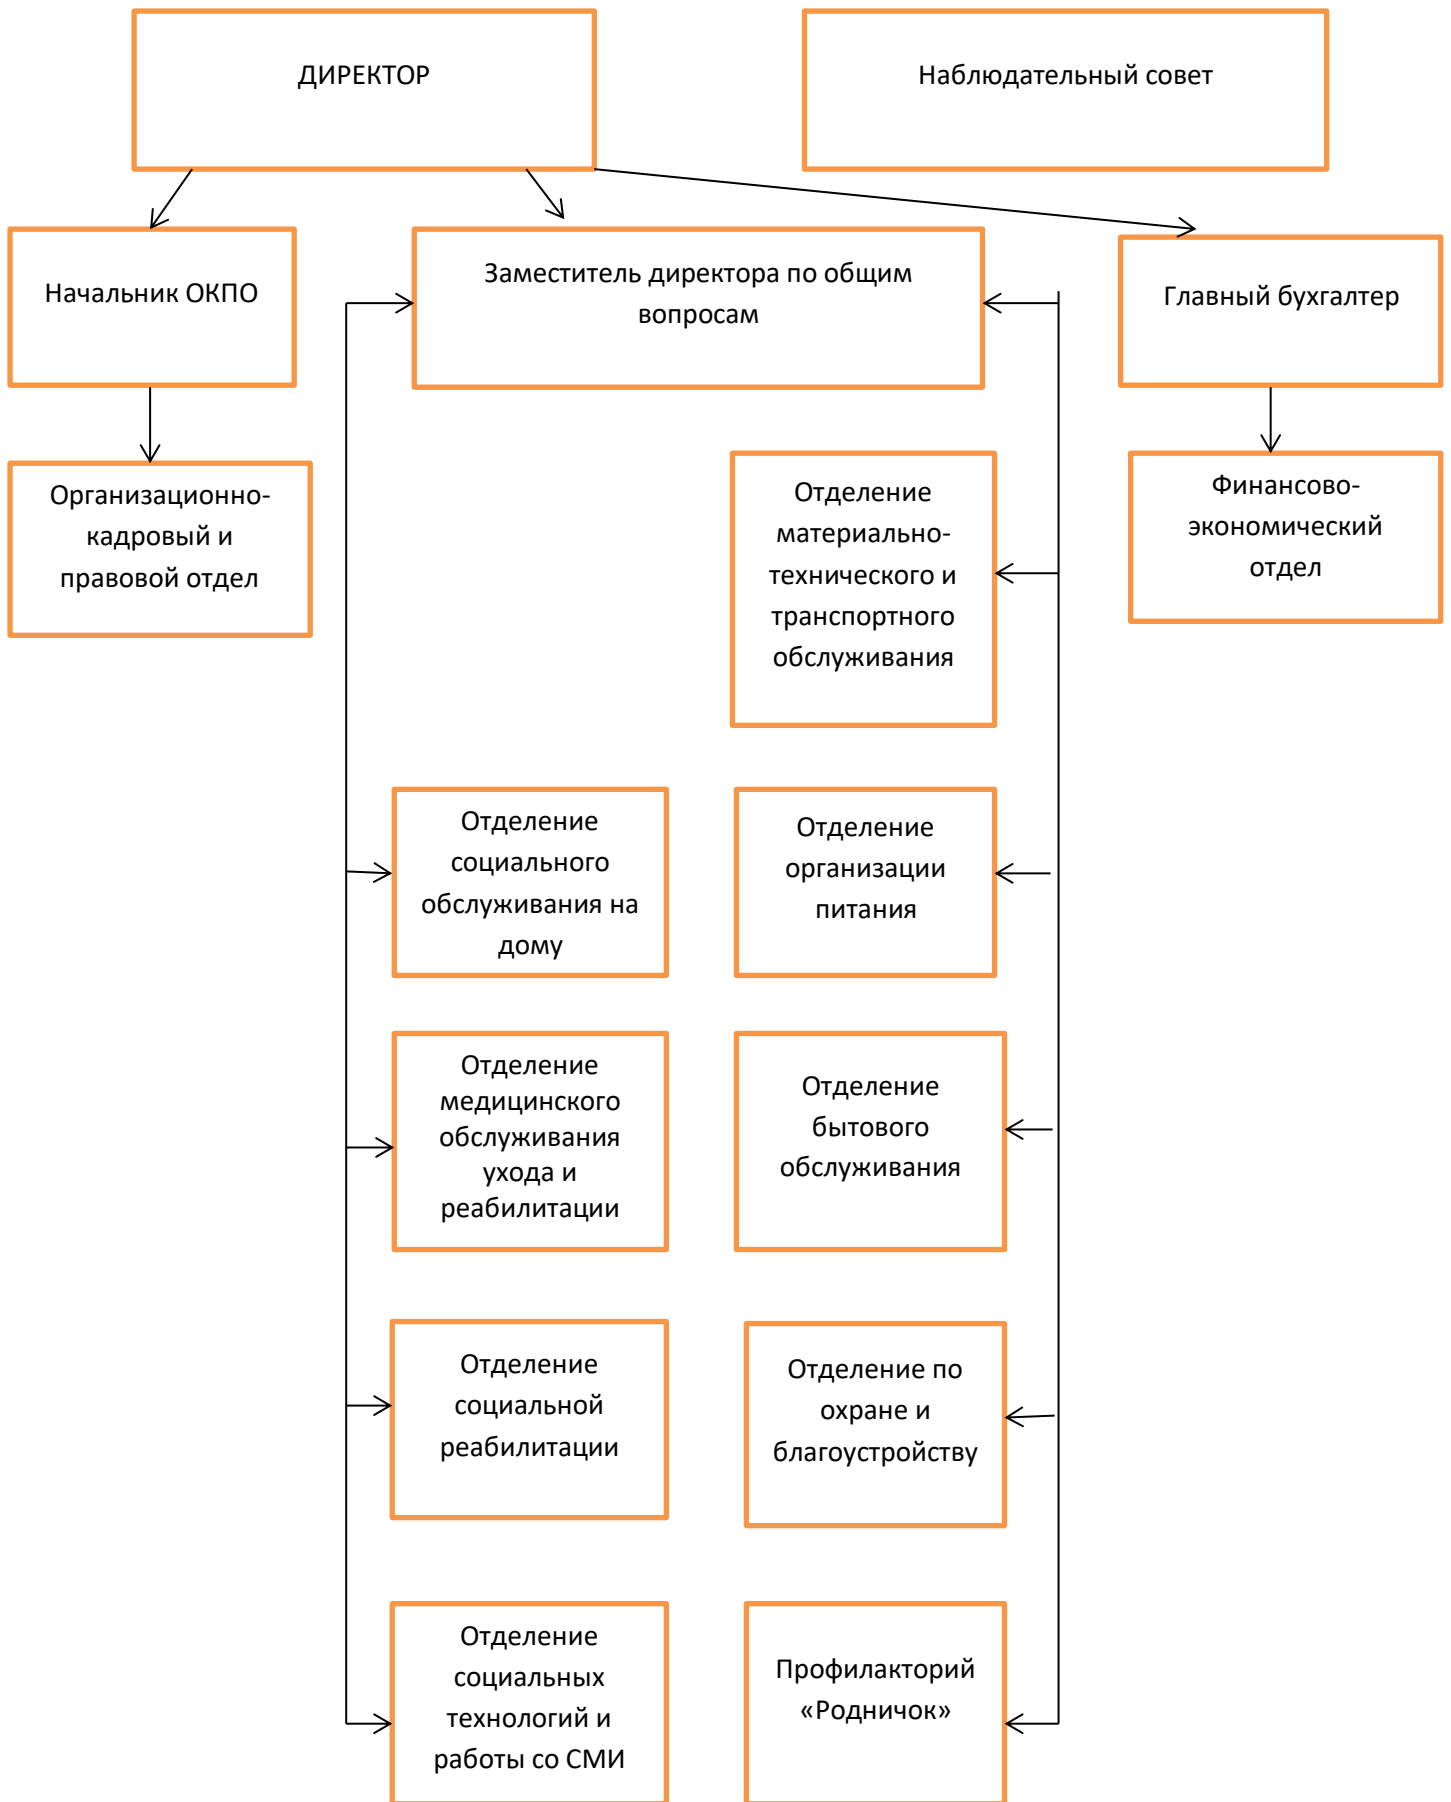 ДИРЕКТОР
Наблюдательный совет
Начальник ОКПО
Заместитель директора по общим
вопросам
Главный бухгалтер
Организационно-
кадровый и
правовой отдел
Отделение
материально-
технического и
транспортного
обслуживания
Финансово-
экономический
отдел
Отделение
социального
обслуживания на
дому
Отделение
организации
питания
Отделение
медицинского
обслуживания
ухода и
реабилитации
Отделение
бытового
обслуживания
Отделение
социальной
реабилитации
Отделение по
охране и
благоустройству
Отделение
социальных
технологий и
работы со СМИ
Профилакторий
«Родничок»